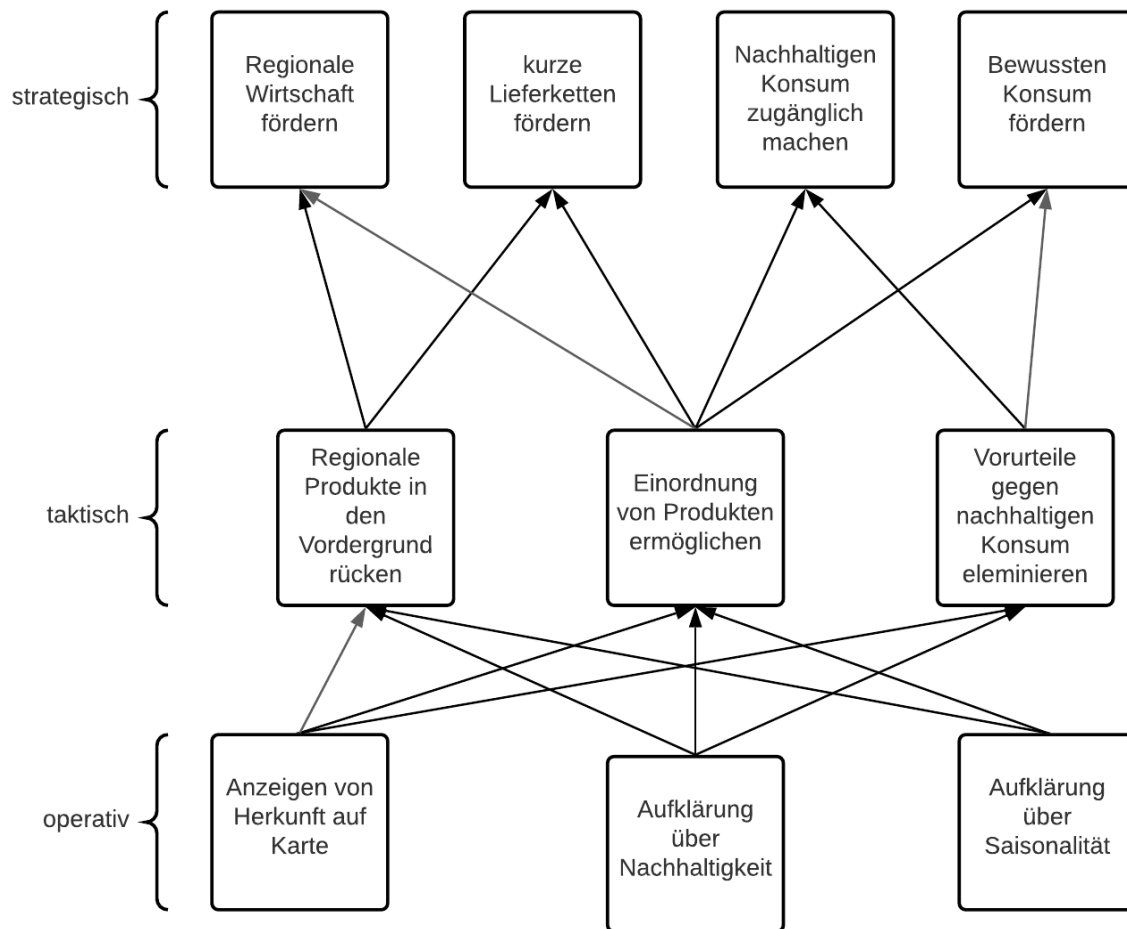 Regionale
Wirtschaft
fördern
kurze
Lieferketten
fördern
Nachhaltigen
Konsum
zugänglich
machen
Bewussten
Konsum
fördern
strategisch
Regionale
Produkte in
den
Vordergrund
rücken
Einordnung
von Produkten
ermöglichen
Vorurteile
gegen
nachhaltigen
Konsum
eleminieren
taktisch
Anzeigen von
Herkunft auf
Karte
Aufklärung
über
Nachhaltigkeit
Aufklärung
über
Saisonalität
operativ